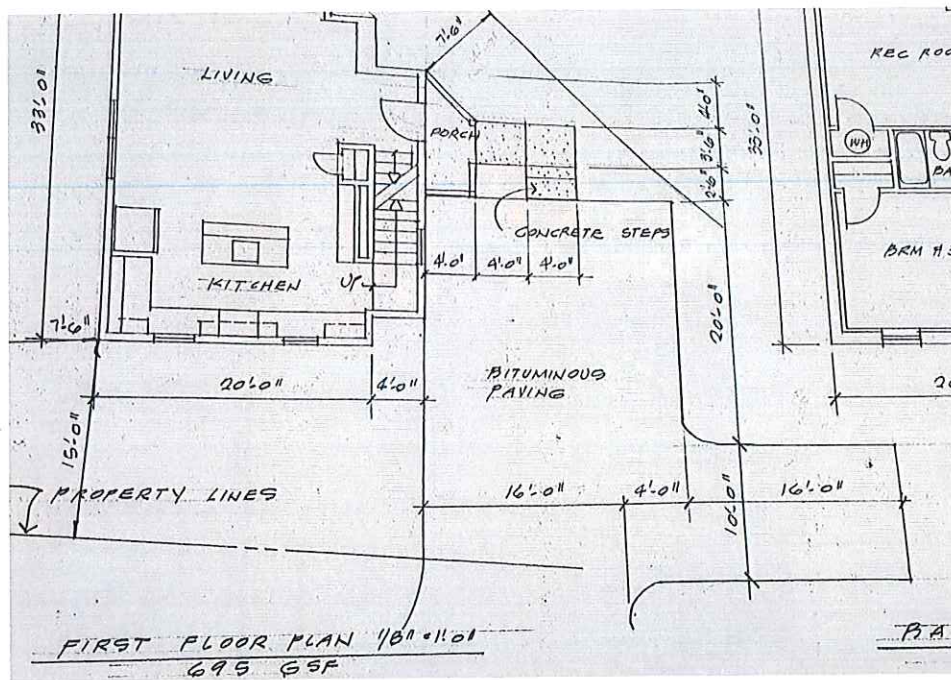 7'-6"
LIVING
REC ROO
33'-0"
4'-0"
33'-0"
PORCH
3'-6"
WH
2'-6"
BA
CONCRETE STEPS
BRM
4'-0"
4'-0"
4'-0"
KITCHEN
UP
20'-0"
7'-6"
BITUMINOUS
PAVING
20'-0"
4'-0"
15'-0"
PROPERTY LINES
16'-0"
4'-0"
16'-0"
10'-0"
FIRST FLOOR PLAN 1/8"=1'-0"
695 GSF
BA